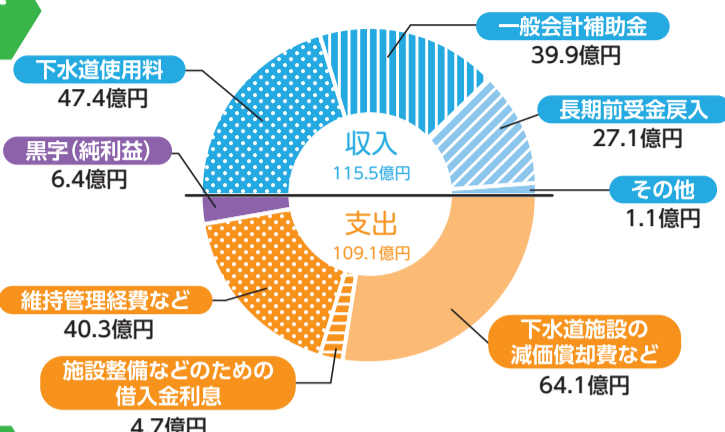 一般会計補助金
39.9億円
下水道使用料
47.4億円
長期前受金戻入
27.1億円
収入
115.5億円
黒字(純利益)
6.4億円
その他
1.1億円
支出
109.1億円
維持管理経費など
40.3億円
下水道施設の
減価償却費など
64.1億円
施設整備などのための
借入金利息
4.7億円